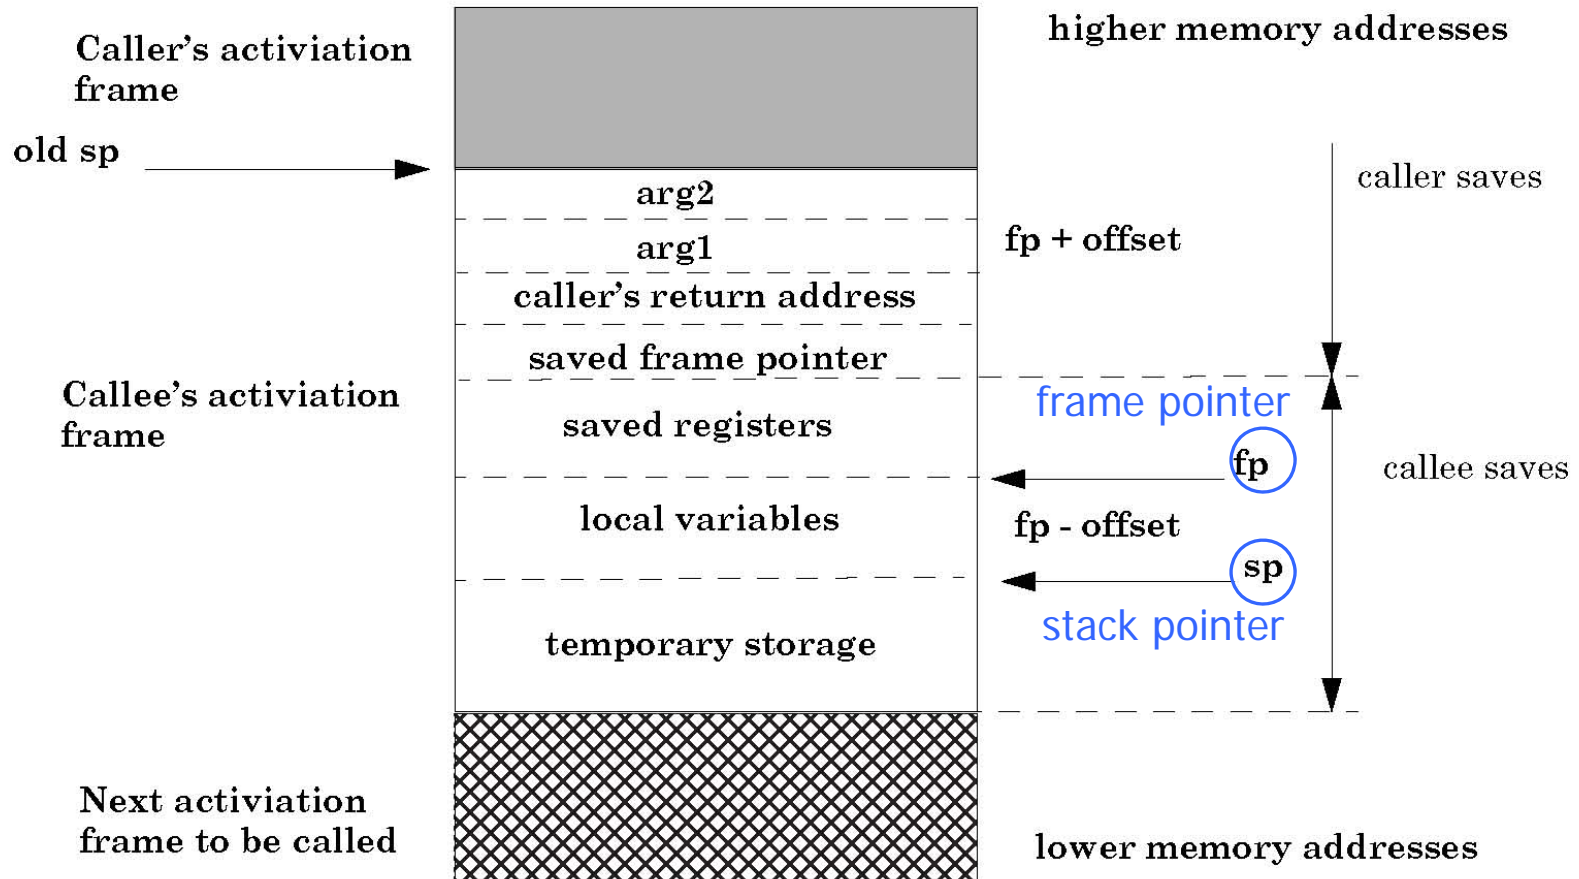 higher memory addresses
Caller's activiation
frame
old sp
arg2
caller saves
arg1
fp + offset
caller's return address
saved frame pointer
Callee's activiation
frame
frame pointer
saved registers
fp
callee saves
local variables
fp - offset
sp
stack pointer
temporary storage
Next activiation
frame to be called
lower memory addresses